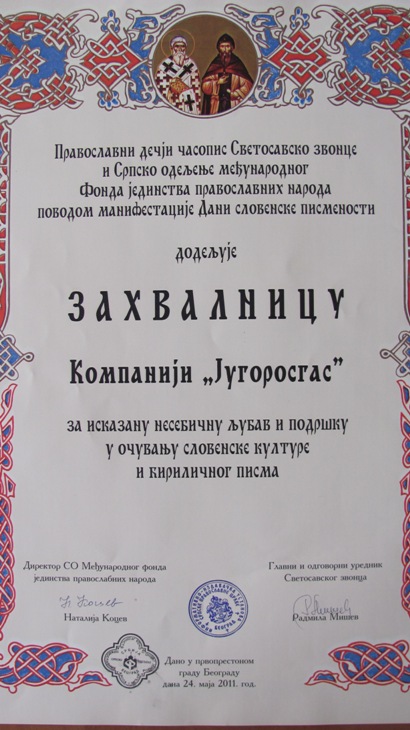 Православни дечји часопис Светосавско звонце
и Српско одељење међународног
Фонда јединства православних народа
поводом манифестације Дани словенске писмености
додељује
ЗАХВАЛНИЦУ
Компанији „Југоросгас”
за исказану несебичну љубав и подршку
у очувању словенске културе
и кириличног писма
Директор СО Међународног фонда
јединства православних народа
Наталија Коцев
Главни и одговорни уредник
Светосавског звонца
Радмила Мишев
Дано у првопрестоном
граду Београду
дана 24. маја 2011. год.